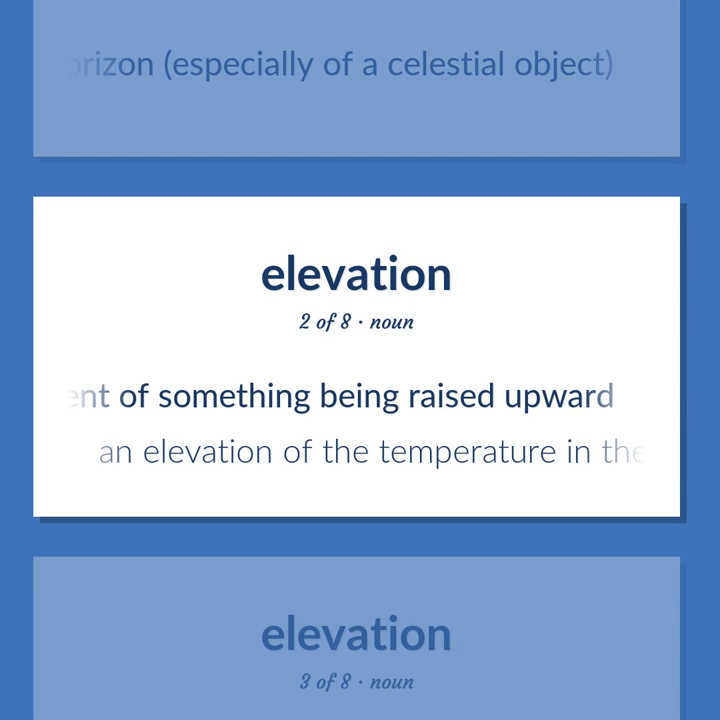 (especially of a celestial object)
elevation
2 of 8 · noun
of something being raised upward
an elevation of the temperature in the
elevation
3 of 8 · noun